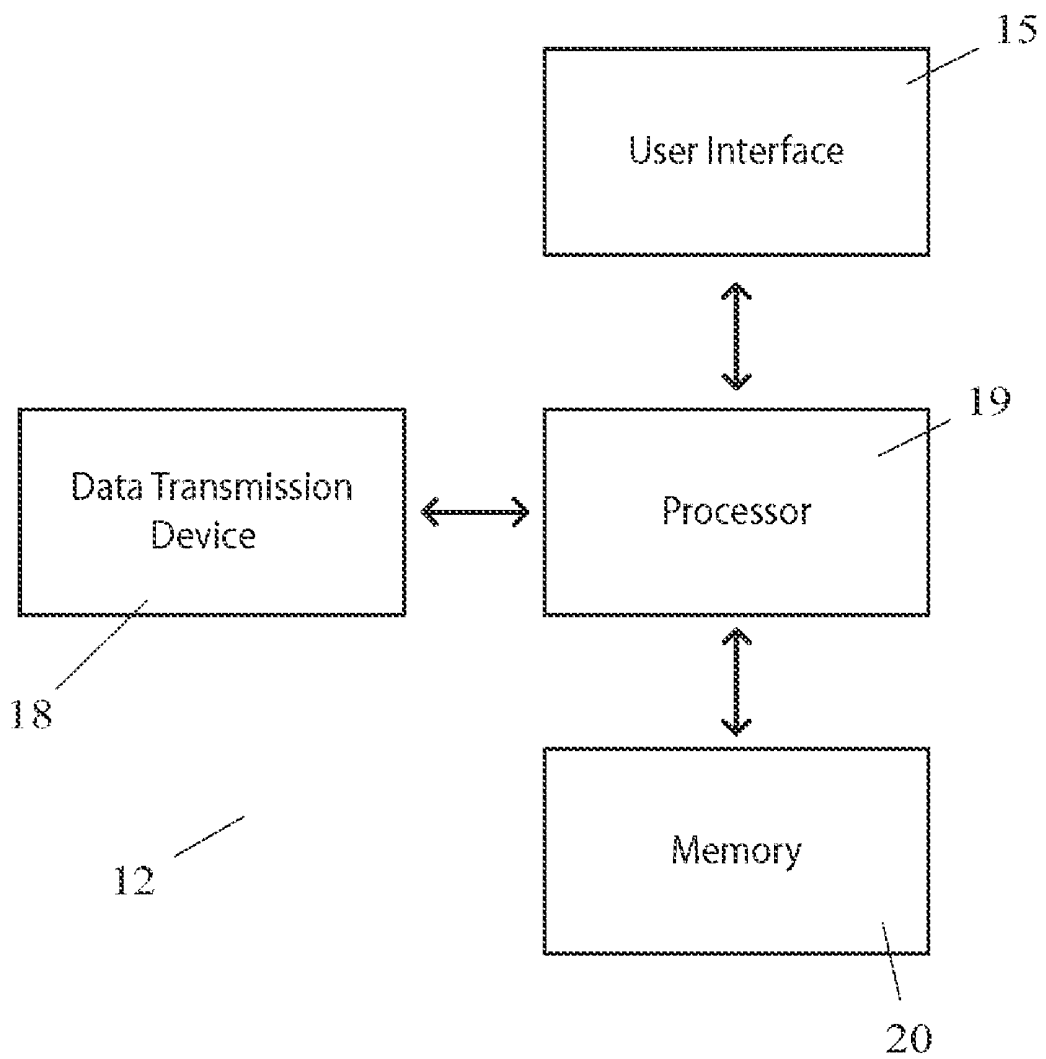 15
User Interface
19
Data Transmission
Device
Processor
18
12
Memory
20